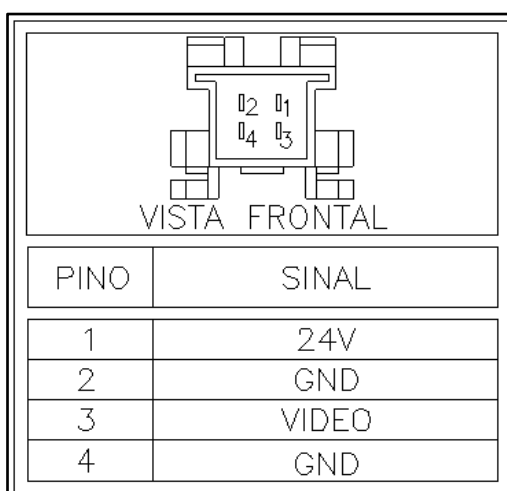 2 1
4 3
VISTA FRONTAL
PINO SINAL
1 24V
2 GND
3 VIDEO
4 GND